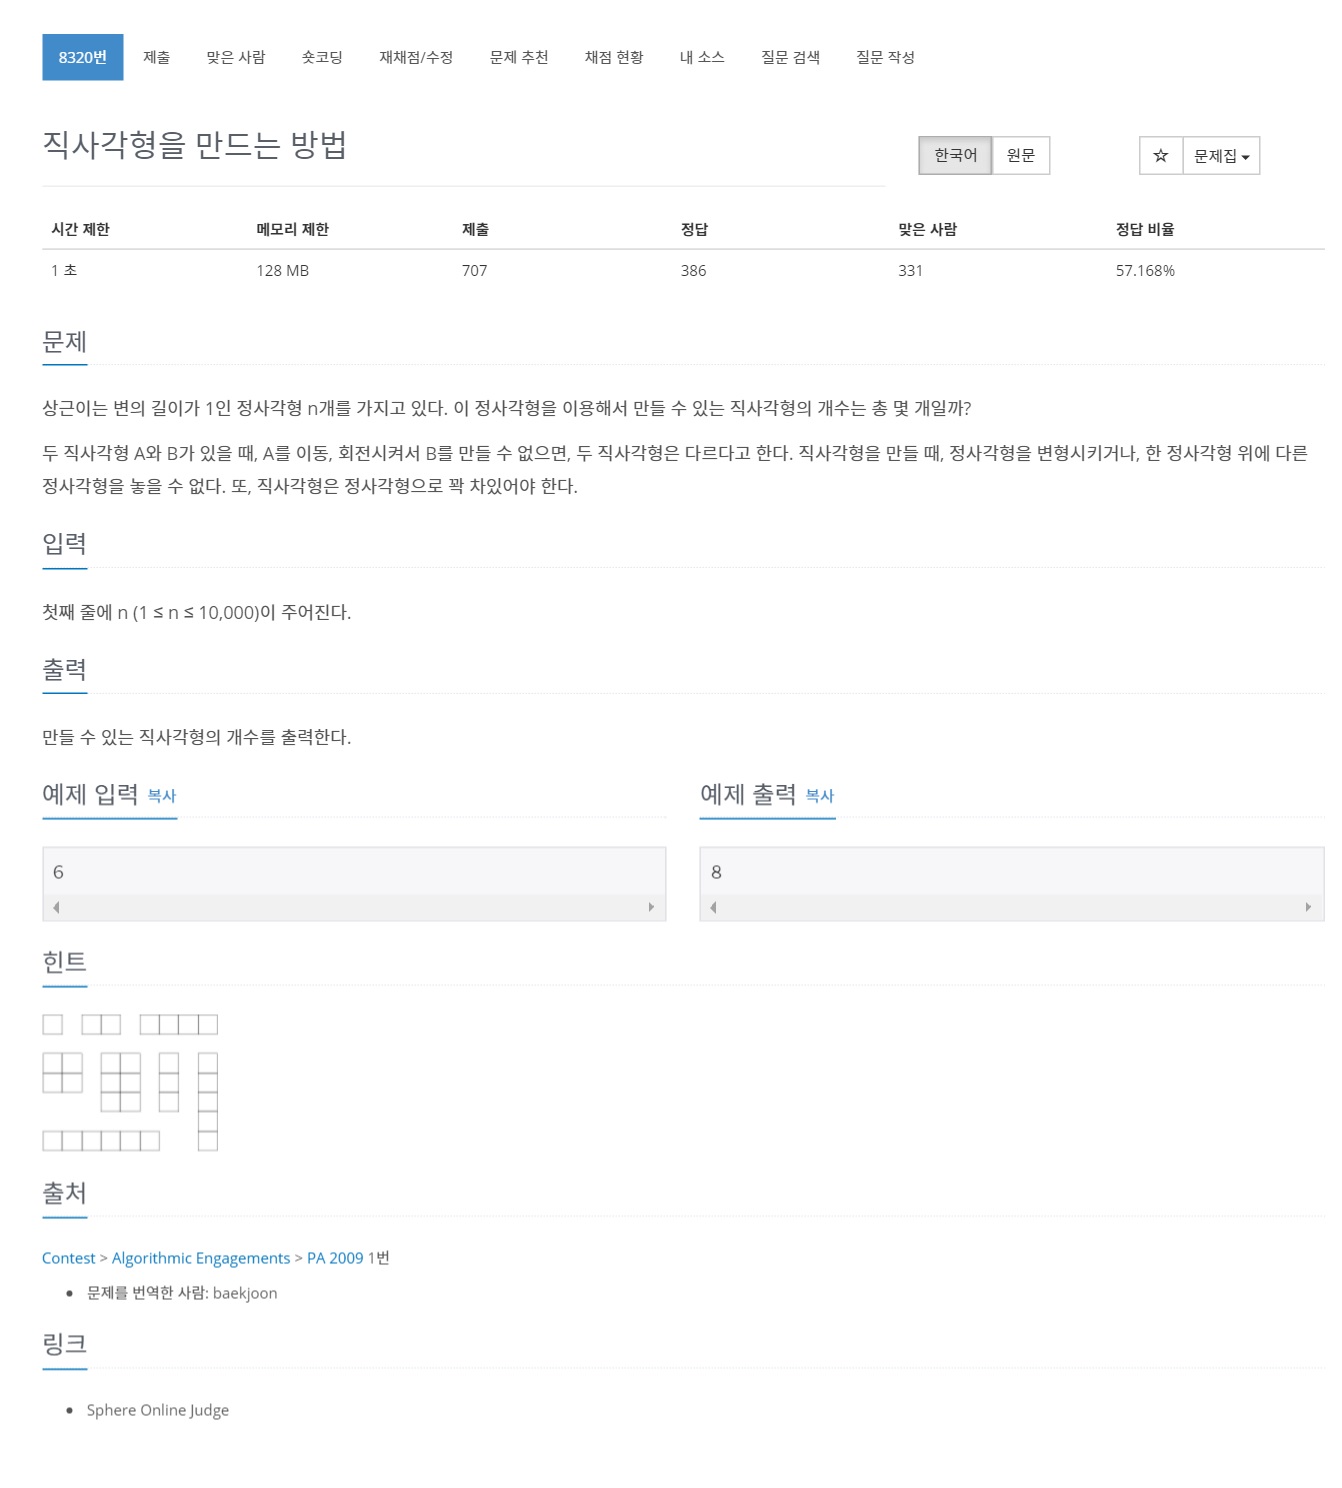 8320번 제출 맞은 사람 숏코딩 재채점/수정 문제 추천 채점 현황 내 소스 질문 검색 질문 작성
직사각형을 만드는 방법
한국어 원문 ☆ 문제집
시간 제한 메모리 제한 제출 정답 맞은 사람 정답 비율
1 초 128 MB 707 386 331 57.168%
문제
상근이는 변의 길이가 1인 정사각형 n개를 가지고 있다. 이 정사각형을 이용해서 만들 수 있는 직사각형의 개수는 총 몇 개일까?
두 직사각형 A와 B가 있을 때, A를 이동, 회전시켜서 B를 만들 수 없으면, 두 직사각형은 다르다고 한다. 직사각형을 만들 때, 정사각형을 변형시키거나, 한 정사각형 위에 다른
정사각형을 놓을 수 없다. 또, 직사각형은 정사각형으로 꽉 차있어야 한다.
입력
첫째 줄에 n (1 ≤ n ≤ 10,000)이 주어진다.
출력
만들 수 있는 직사각형의 개수를 출력한다.
예제 입력 복사
6
예제 출력 복사
8
힌트
출처
Contest > Algorithmic Engagements > PA 2009 1번
• 문제를 번역한 사람: baekjoon
링크
• Sphere Online Judge